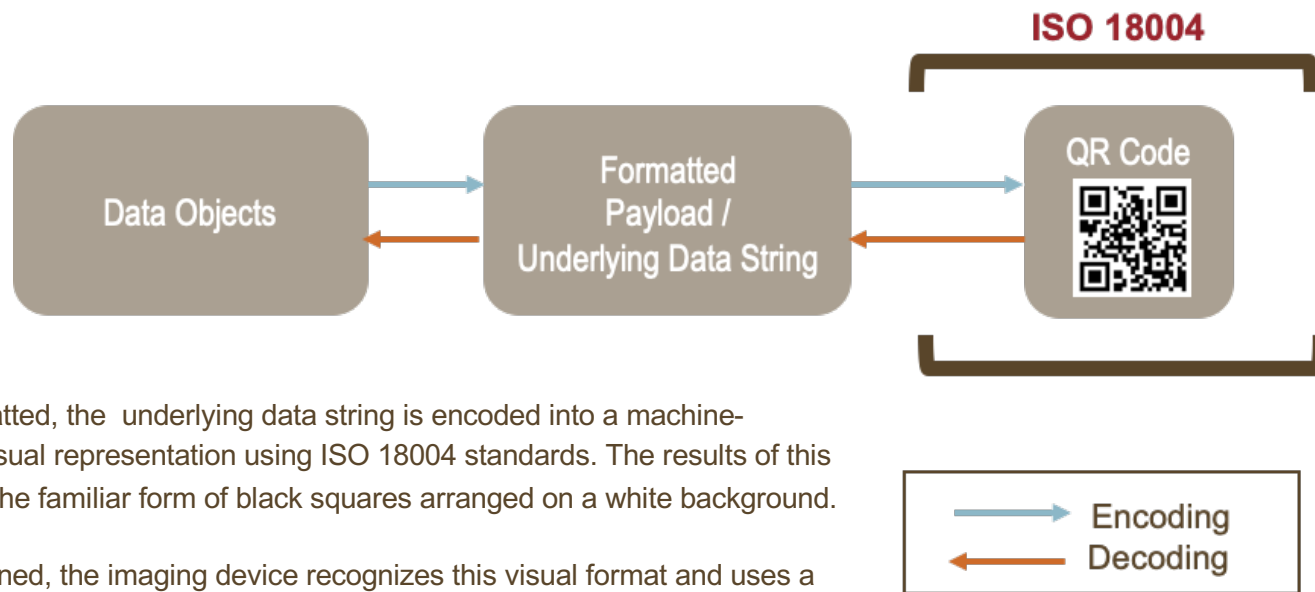 ISO 18004
Data Objects
Formatted
Payload /
Underlying Data String
QR Code
atted, the underlying data string is encoded into a machine-
sual representation using ISO 18004 standards. The results of this
he familiar form of black squares arranged on a white background.
ned, the imaging device recognizes this visual format and uses a
Encoding
Decoding